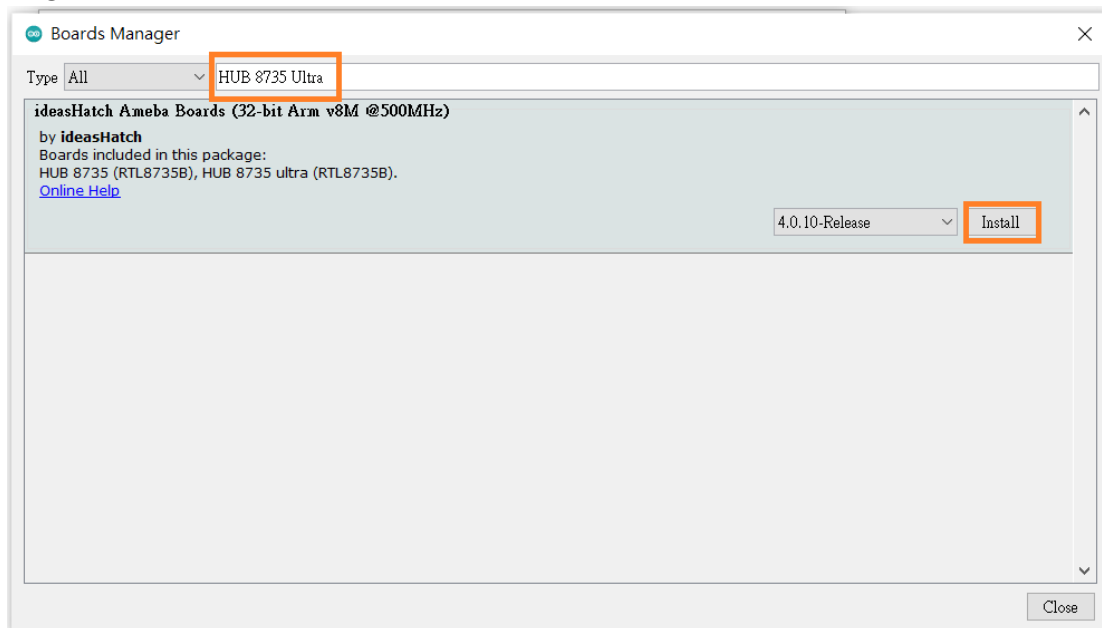 Boards Manager
Type All HUB 8735 Ultra
ideasHatch Ameba Boards (32-bit Arm v8M @500MHz)
by ideasHatch
Boards included in this package:
HUB 8735 (RTL8735B), HUB 8735 ultra (RTL8735B).
Online Help
4.0.10-Release Install
Close